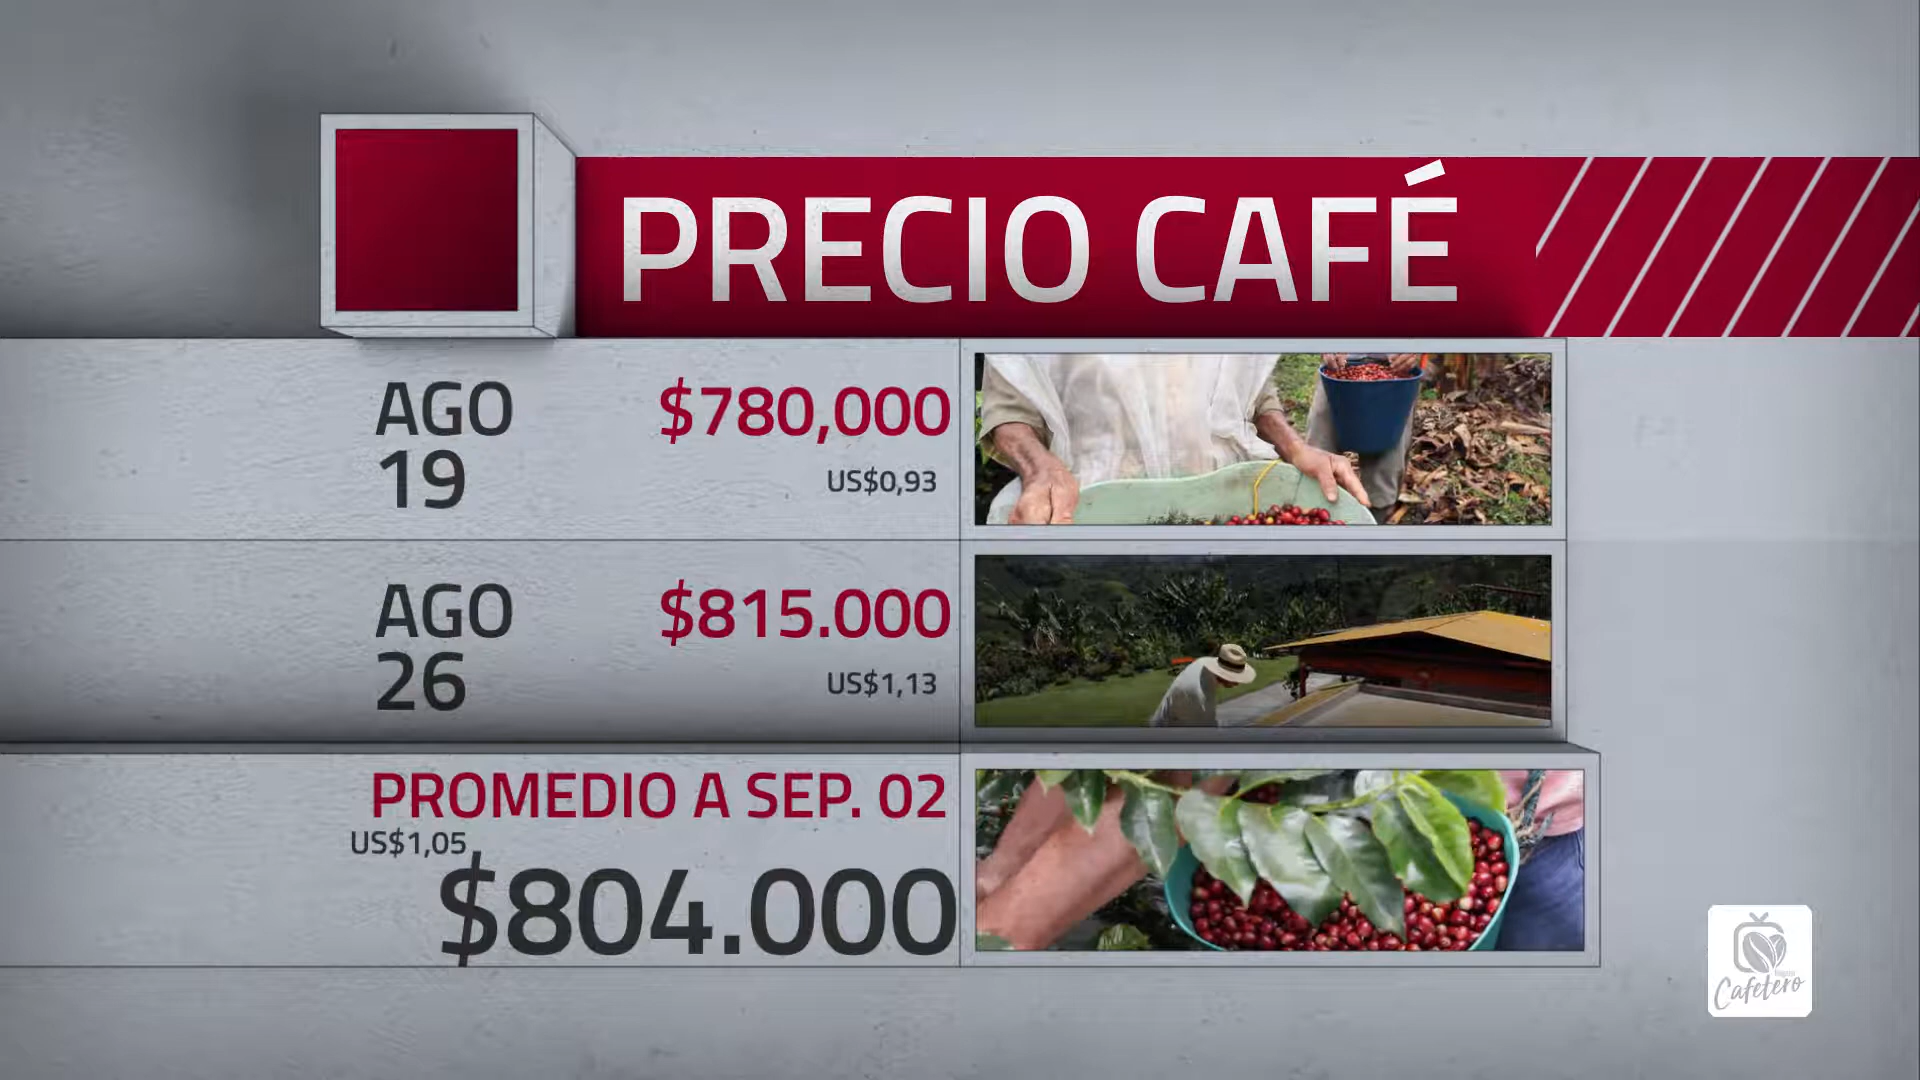 PRECIO CAFÉ
AGO
19
$780,000
US$0,93
AGO
26
$815.000
US$1,13
PROMEDIO A SEP. 02
US$1,05
$804.000
Cafetero